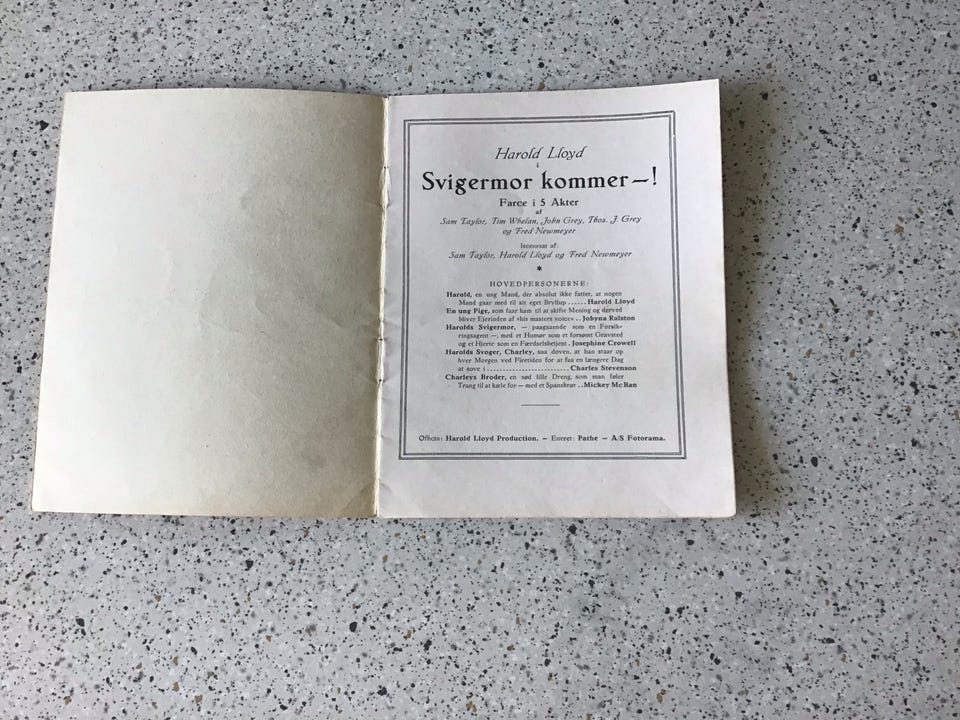 Harold Lloyd
i
Svigermor kommer—!
Farce i 5 Akter
af
Sam Taylor, Tim Whelan, John Grey, Thos. J. Grey
og Fred Newmeyer
Iscenesat af:
Sam Taylor, Harold Lloyd og Fred Newmeyer
*
HOVEDPERSONERNE:
Harold, en ung Mand, der absolut ikke fatter, at nogen
Mand gaar med til sit eget Bryllup ...... Harold Lloyd
En ung Pige, som faar ham til at skifte Mening og derved
bliver Ejerinden af »his masters voice« .. Jobyna Ralston
Harolds Svigermor, — paagaaende som en Forsik-
ringsagent —, med et Humør som et forsømt Gravsted
og et Hjerte som en Færdselsbetjent. Josephine Crowell
Harolds Svoger, Charley, saa doven, at han staar op
hver Morgen ved Firetiden for at faa en længere Dag
at sove i .......................... Charles Stevenson
Charleys Broder, en sød lille Dreng, som man føler
Trang til at kæle for — med et Spanskrør .. Mickey Mc Ban
Officin: Harold Lloyd Production. — Eneret: Pathe — A/S Fotorama.